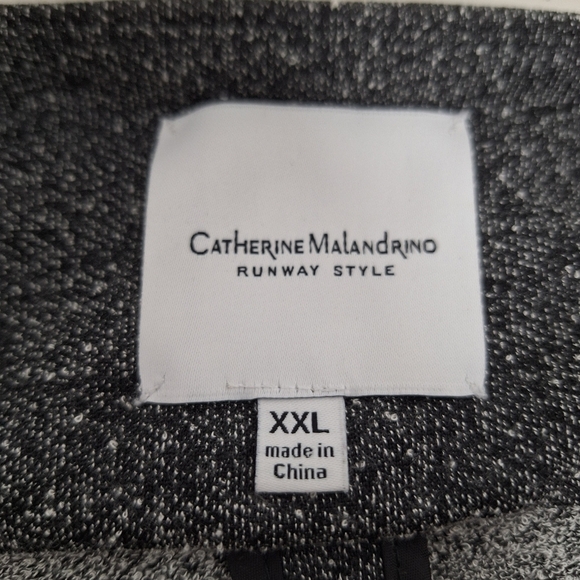 Catherine Malandrino
RUNWAY STYLE
XXL
made in
China